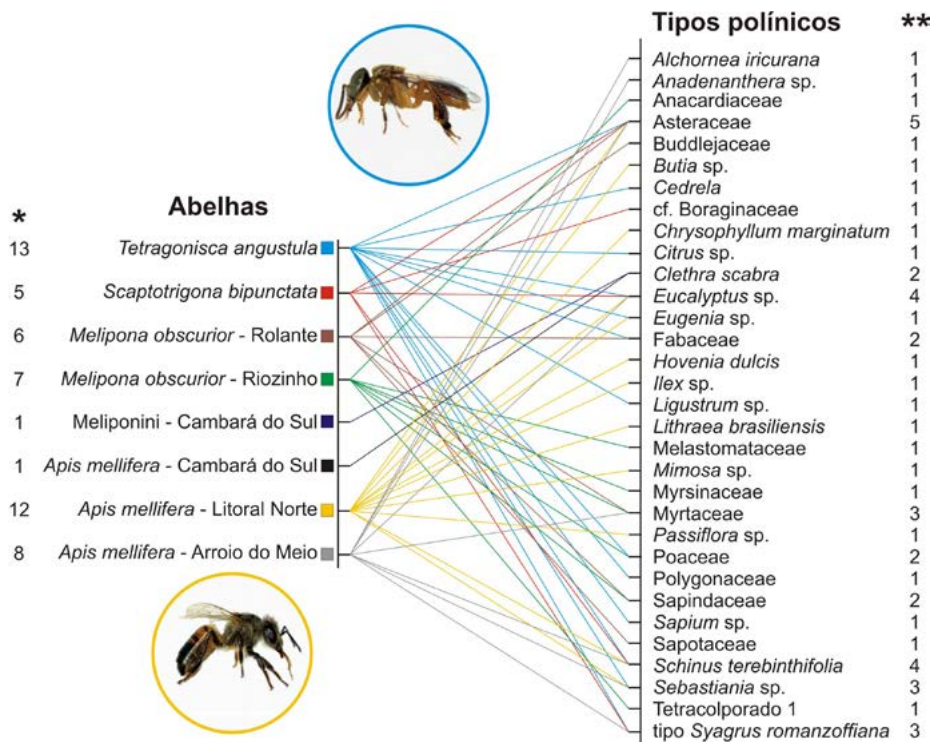 Tipos polínicos **
Alchornea iricurana 1
Anadenanthera sp. 1
Anacardiaceae 1
Asteraceae 5
Buddlejaceae 1
Butia sp. 1
Cedrela 1
cf. Boraginaceae 1
Chrysophyllum marginatum 1
Citrus sp. 1
Clethra scabra 2
Eucalyptus sp. 4
Eugenia sp. 1
Fabaceae 2
Hovenia dulcis 1
Ilex sp. 1
Ligustrum sp. 1
Lithraea brasiliensis 1
Melastomataceae 1
Mimosa sp. 1
Myrsinaceae 1
Myrtaceae 3
Passiflora sp. 1
Poaceae 2
Polygonaceae 1
Sapindaceae 2
Sapium sp. 1
Sapotaceae 1
Schinus terebinthifolia 4
Sebastiania sp. 3
Tetracolporado 1 1
tipo Syagrus romanzoffiana 3
* Abelhas
13 Tetragonisca angustula
5 Scaptotrigona bipunctata
6 Melipona obscurior - Rolante
7 Melipona obscurior - Riozinho
1 Meliponini - Cambará do Sul
1 Apis mellifera - Cambará do Sul
12 Apis mellifera - Litoral Norte
8 Apis mellifera - Arroio do Meio